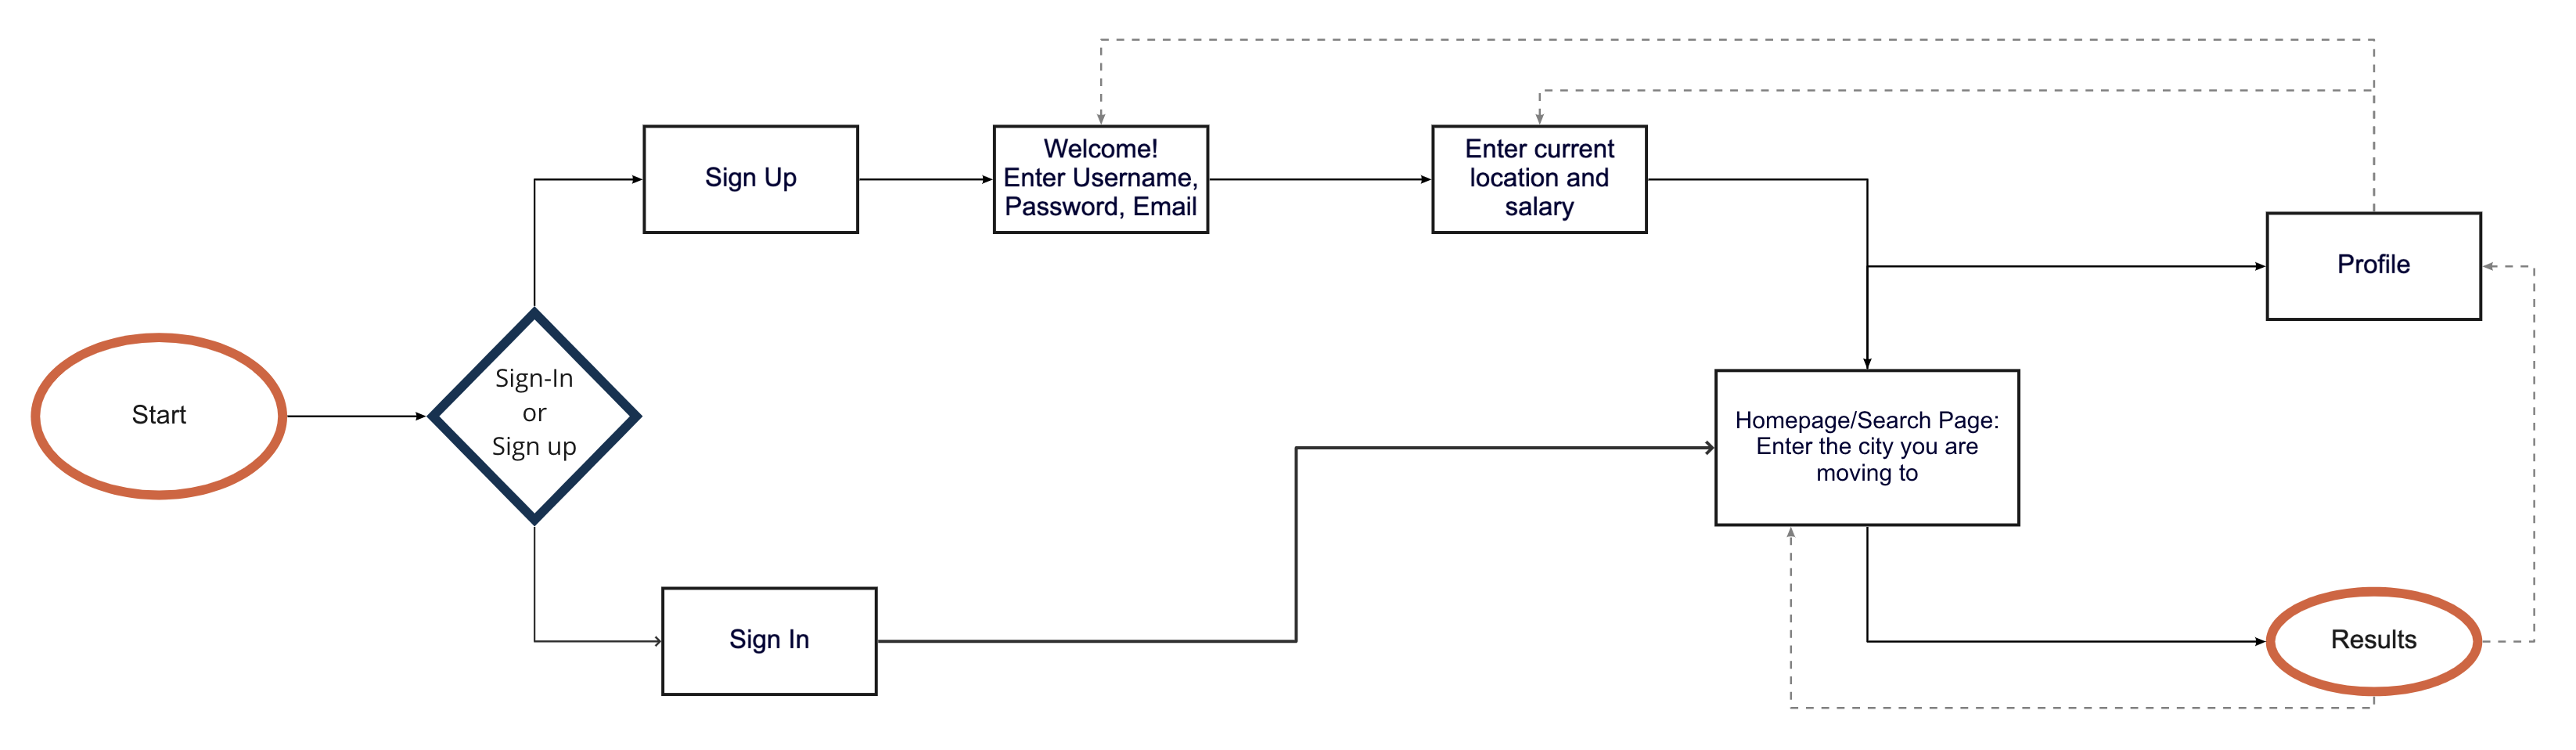 Sign Up
Welcome!
Enter Username,
Password, Email
Enter current
location and
salary
Profile
Start
Sign-In
or
Sign up
Homepage/Search Page:
Enter the city you are
moving to
Sign In
Results